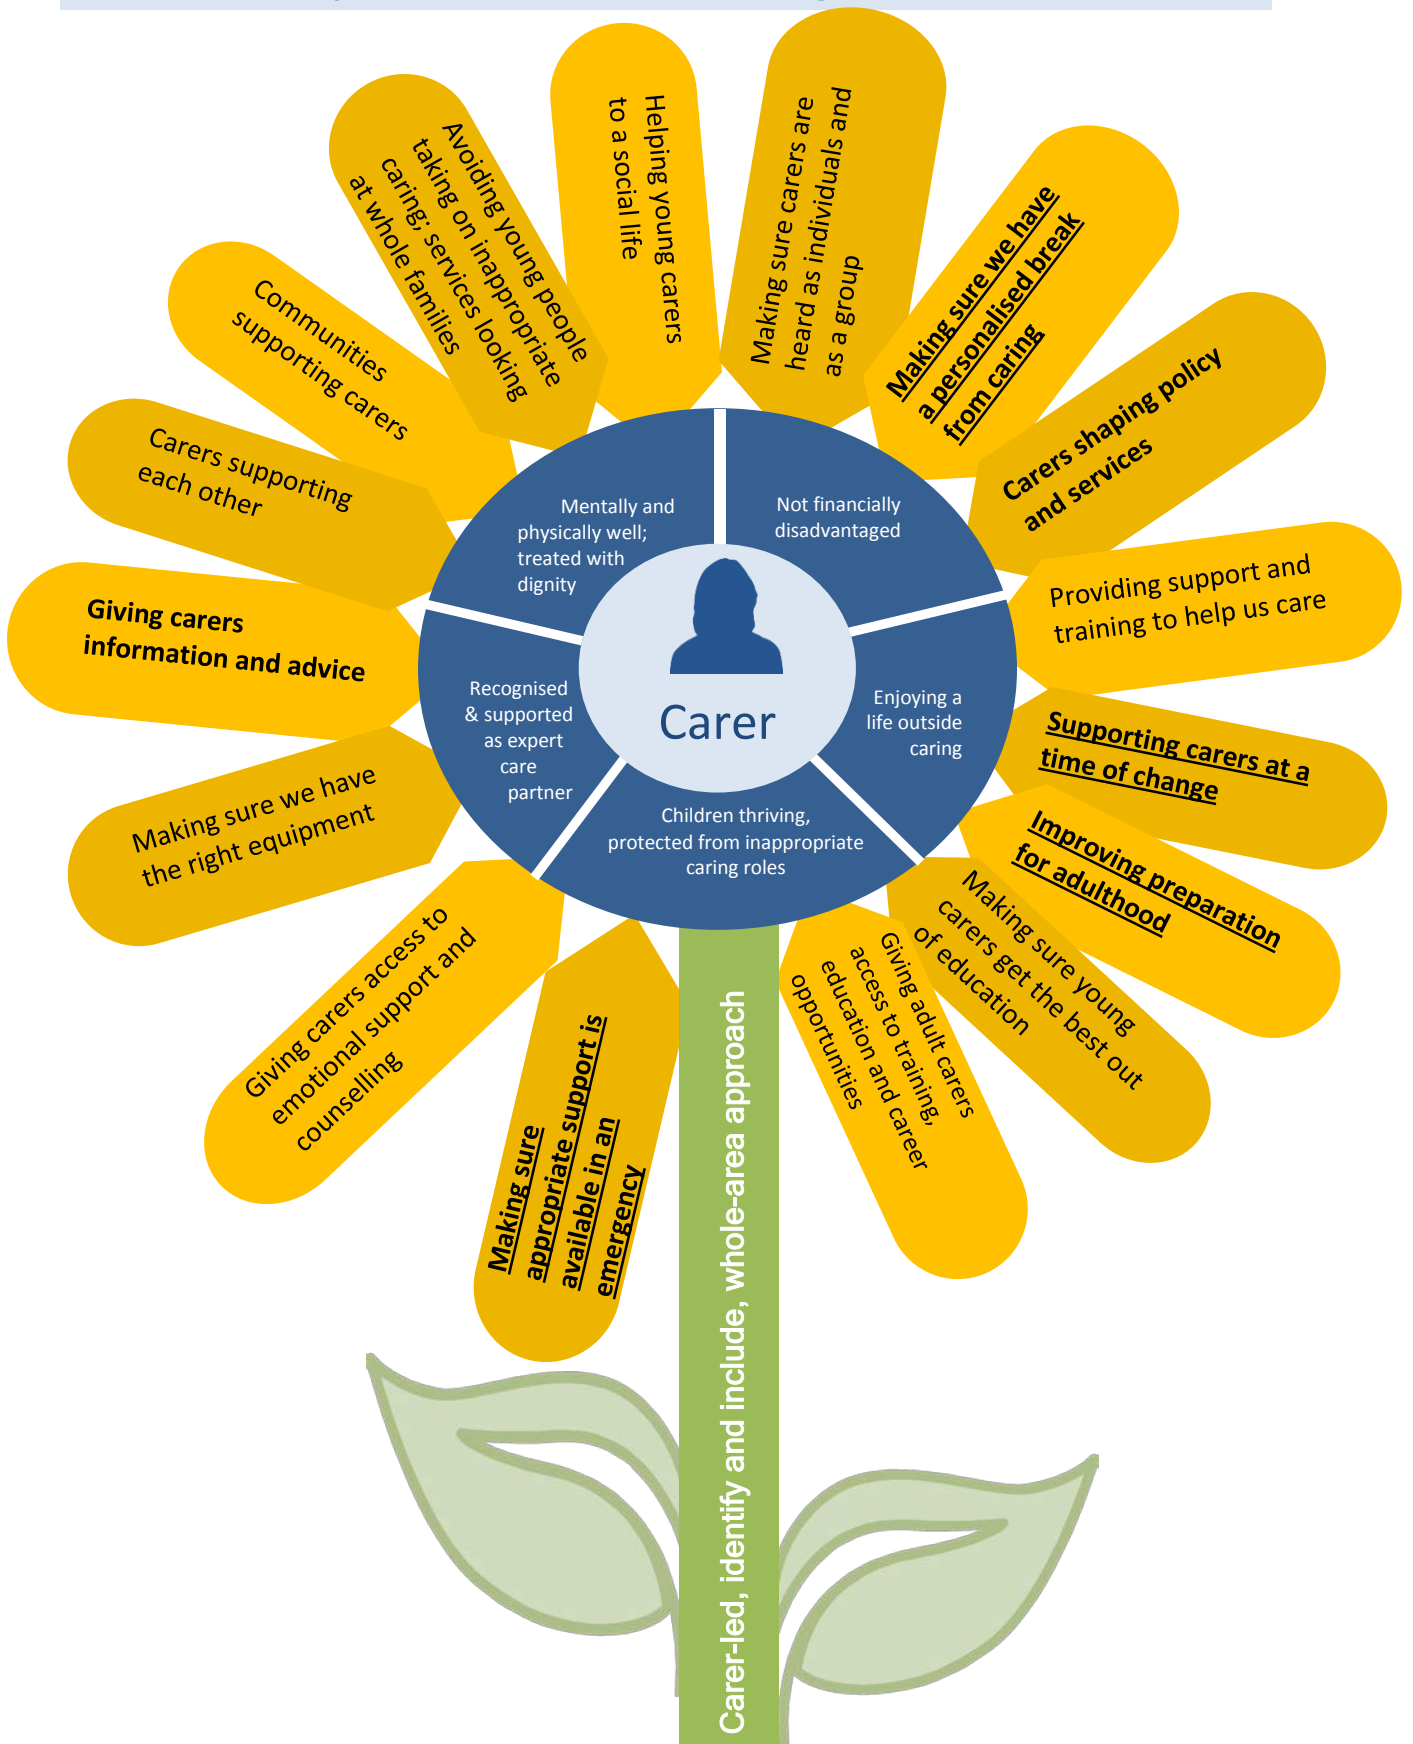 Helping young carers
to a social life
Making sure carers are
heard as individuals and
as a group
Making sure we have
a personalised break
from caring
Carers shaping policy
and services
Providing support and
training to help us care
Supporting carers at a
time of change
Improving preparation
for adulthood
Making sure young
carers get the best out
of education
Giving adult carers
access to training,
education and career
opportunities
Making sure
appropriate support is
available in an
emergency
Giving carers access to
emotional support and
counselling
Making sure we have
the right equipment
Giving carers
information and advice
Carers supporting
each other
Communities
supporting carers
Avoiding young people
taking on inappropriate
caring; services looking
at whole families
Mentally and
physically well;
treated with
dignity
Not financially
disadvantaged
Enjoying a
life outside
caring
Children thriving,
protected from inappropriate
caring roles
Recognised
& supported
as expert
care
partner
Carer
Carer-led, identify and include, whole-area approach